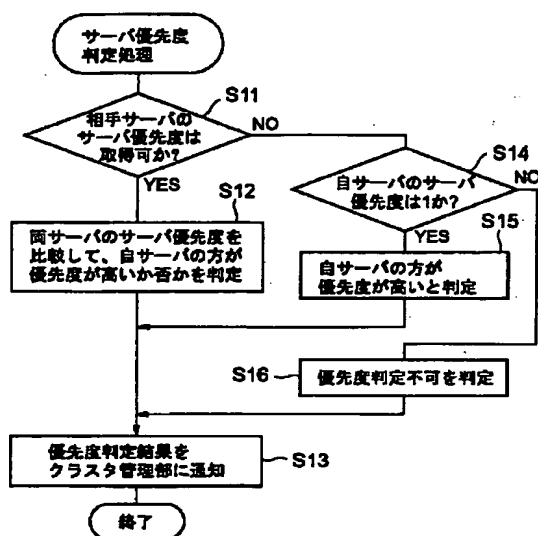 サーバ優先度
判定処理
S11
相手サーバの
サーバ優先度は
取得可か?
NO
YES
S14
自サーバのサーバ
優先度は1か?
NO
YES
S12
両サーバのサーバ優先度を
比較して、自サーバの方が
優先度が高いか否かを判定
S15
自サーバの方が
優先度が高いと判定
S16
優先度判定不可を判定
優先度判定結果を
クラスタ管理部に通知
S13
終了